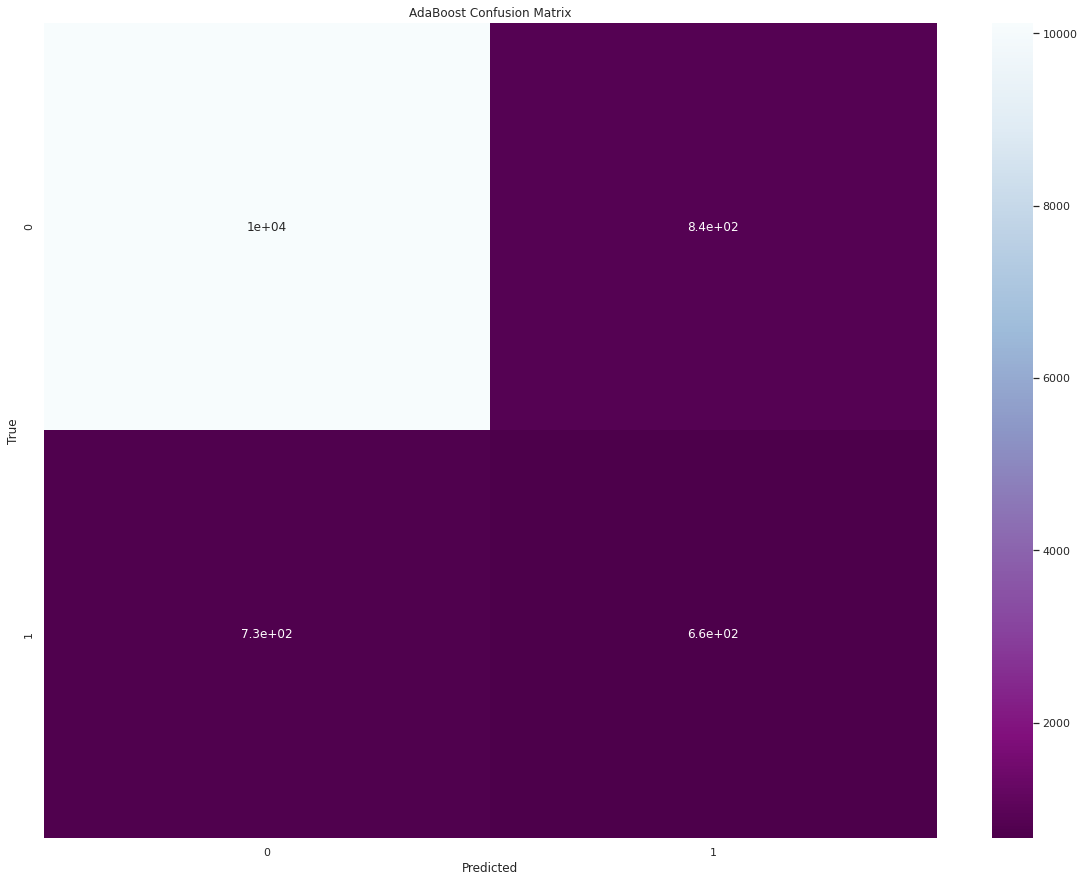 AdaBoost Confusion Matrix
10000
8000
6000
4000
2000
True
0
1
1e+04
8.4e+02
7.3e+02
6.6e+02
0
1
Predicted